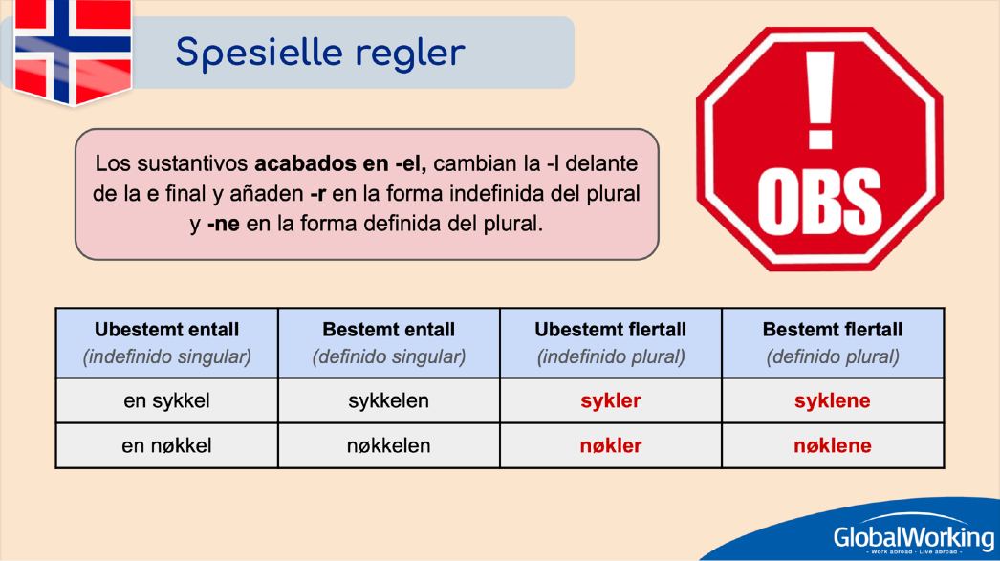 Spesielle regler
!
OBS
Los sustantivos acabados en -el, cambian la -l delante
de la e final y añaden -r en la forma indefinida del plural
y -ne en la forma definida del plural.
Ubestemt entall Bestemt entall Ubestemt flertall Bestemt flertall
(indefinido singular) (definido singular) (indefinido plural) (definido plural)
en sykkel sykkelen sykler syklene
en nøkkel nøkkelen nøkler nøklene
GlobalWorking
- Work abroad · Live abroad -